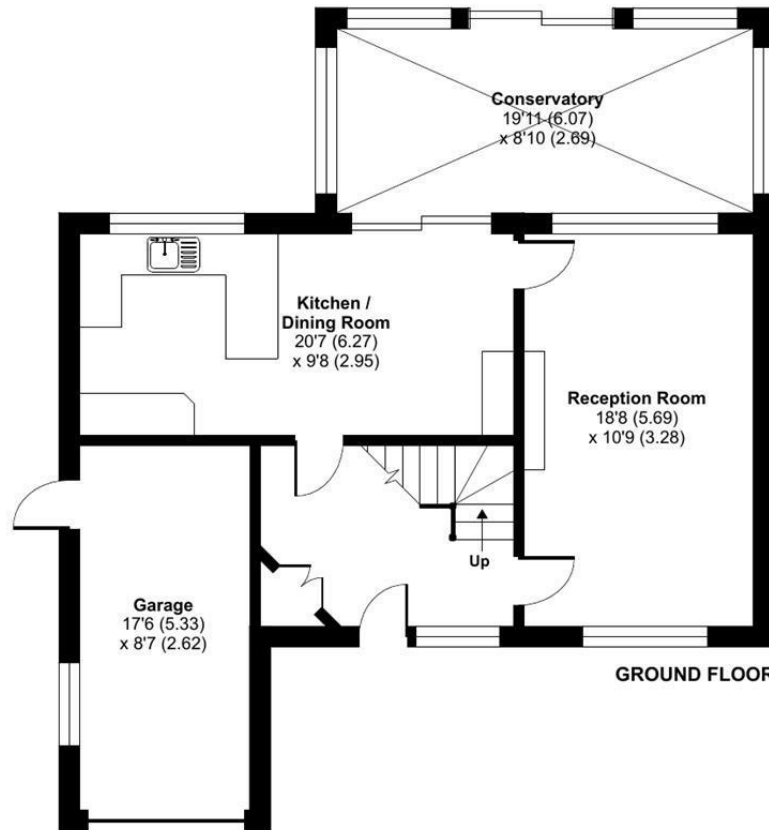 Conservatory
19'11 (6.07)
x 8'10 (2.69)
Kitchen /
Dining Room
20'7 (6.27)
x 9'8 (2.95)
Reception Room
18'8 (5.69)
x 10'9 (3.28)
Up
Garage
17'6 (5.33)
x 8'7 (2.62)
GROUND FLOOR